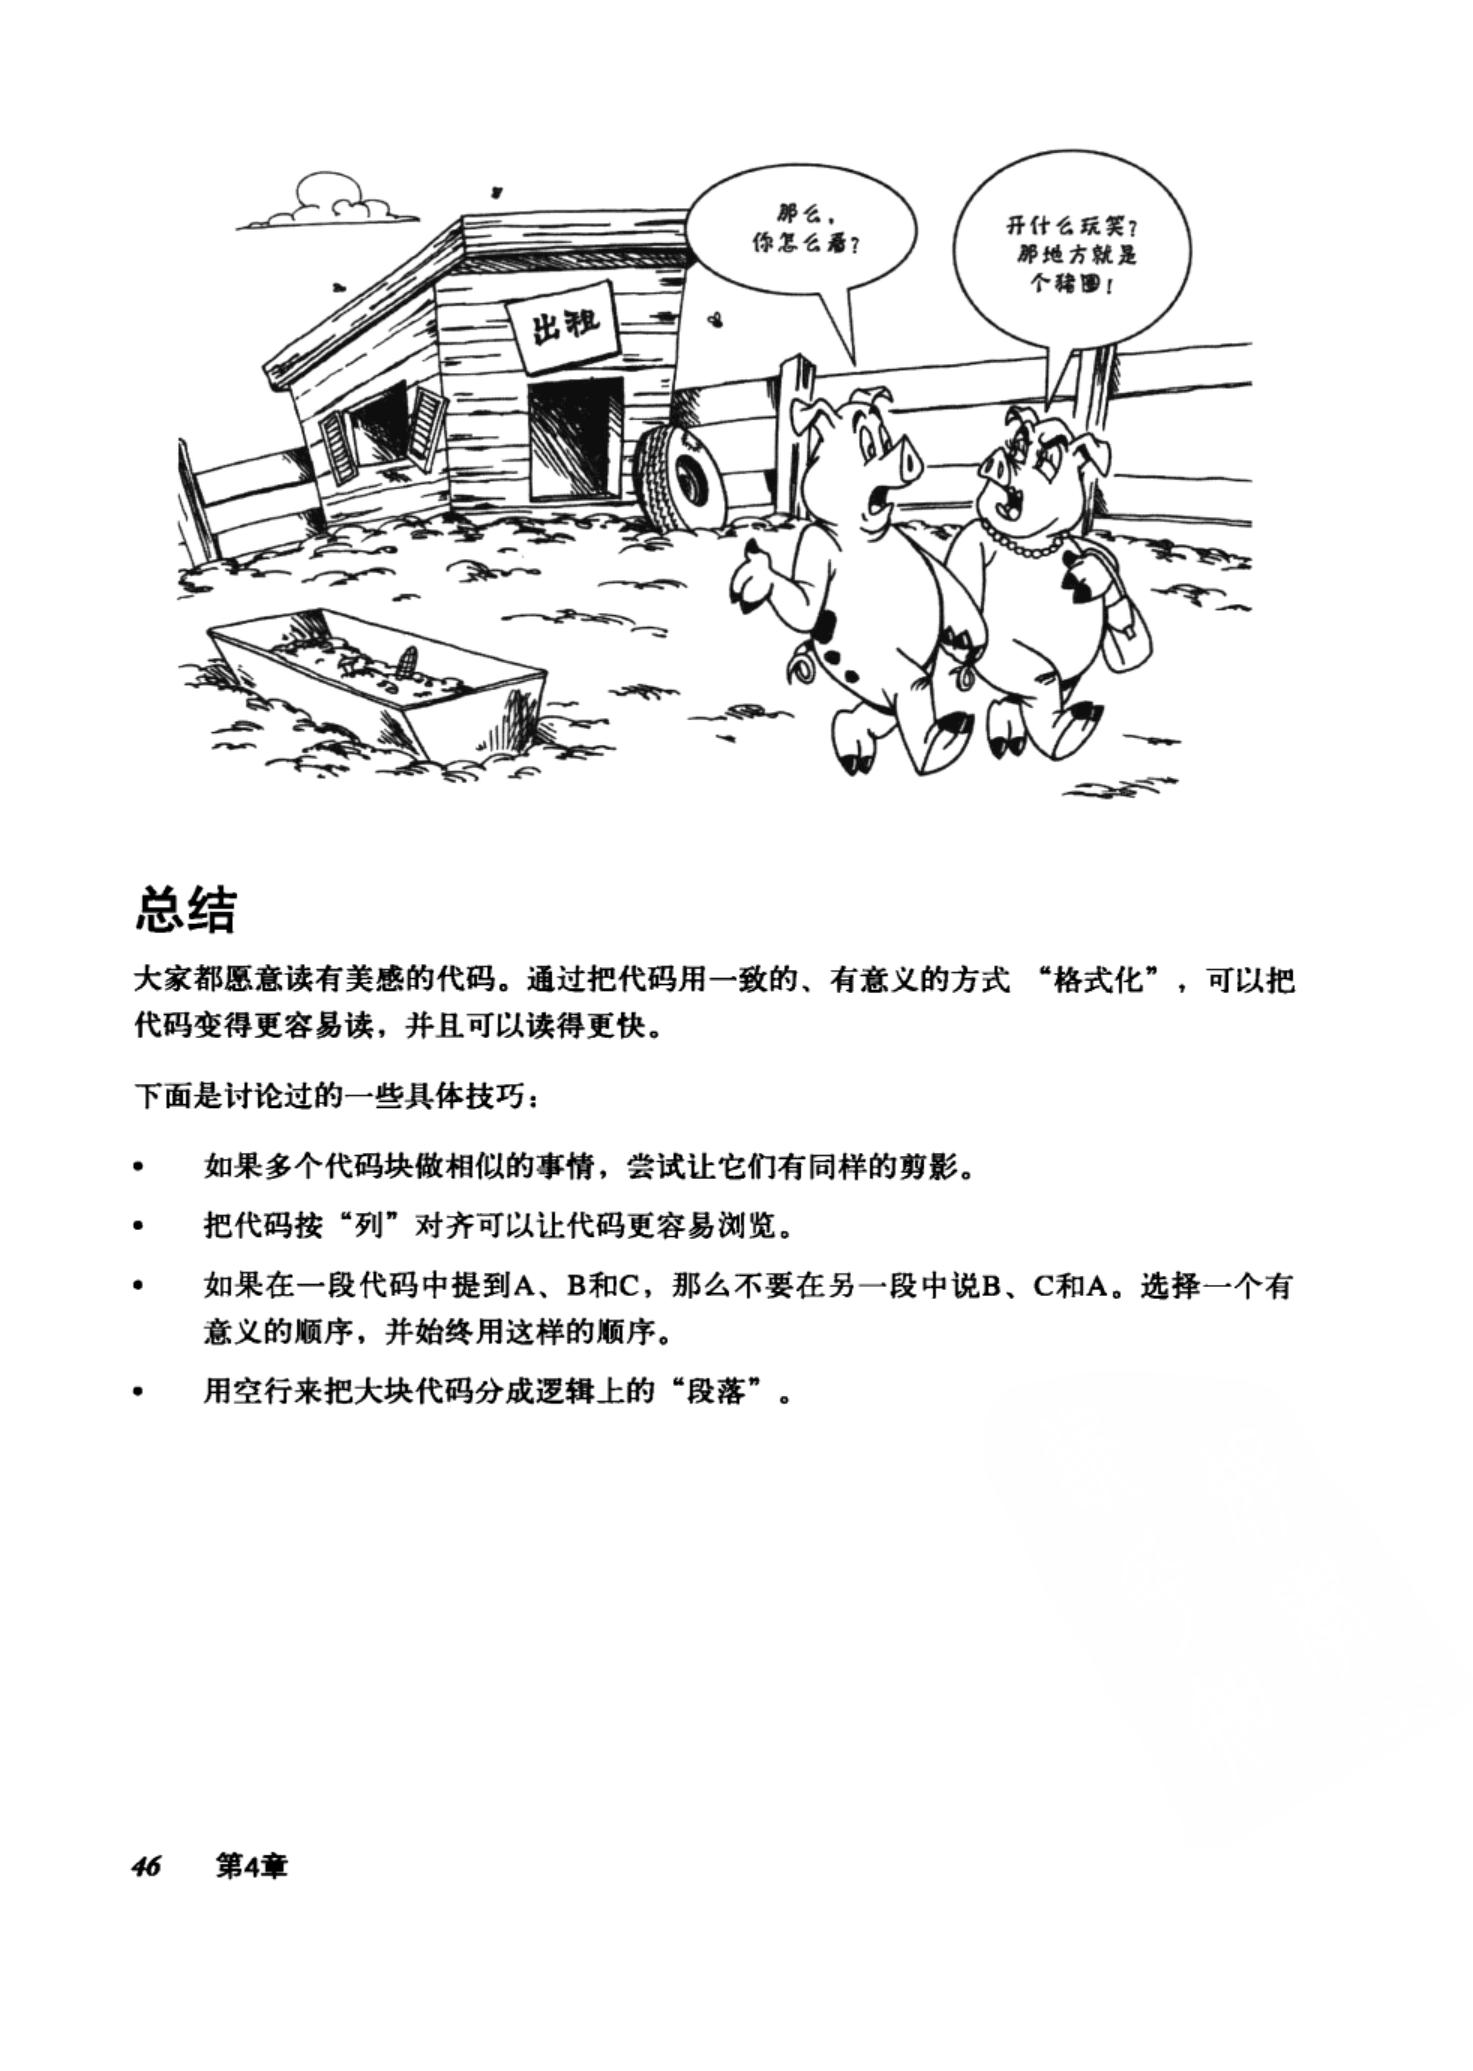 那么，
你怎么看？
开什么玩笑？
那地方就是
个猪圈！
出租
总结
大家都愿意读有美感的代码。通过把代码用一致的、有意义的方式 “格式化”，可以把
代码变得更容易读，并且可以读得更快。
下面是讨论过的一些具体技巧：
• 如果多个代码块做相似的事情，尝试让它们有同样的剪影。
• 把代码按“列”对齐可以让代码更容易浏览。
• 如果在一段代码中提到A、B和C，那么不要在另一段中说B、C和A。选择一个有
意义的顺序，并始终用这样的顺序。
• 用空行来把大块代码分成逻辑上的“段落”。
46 第4章